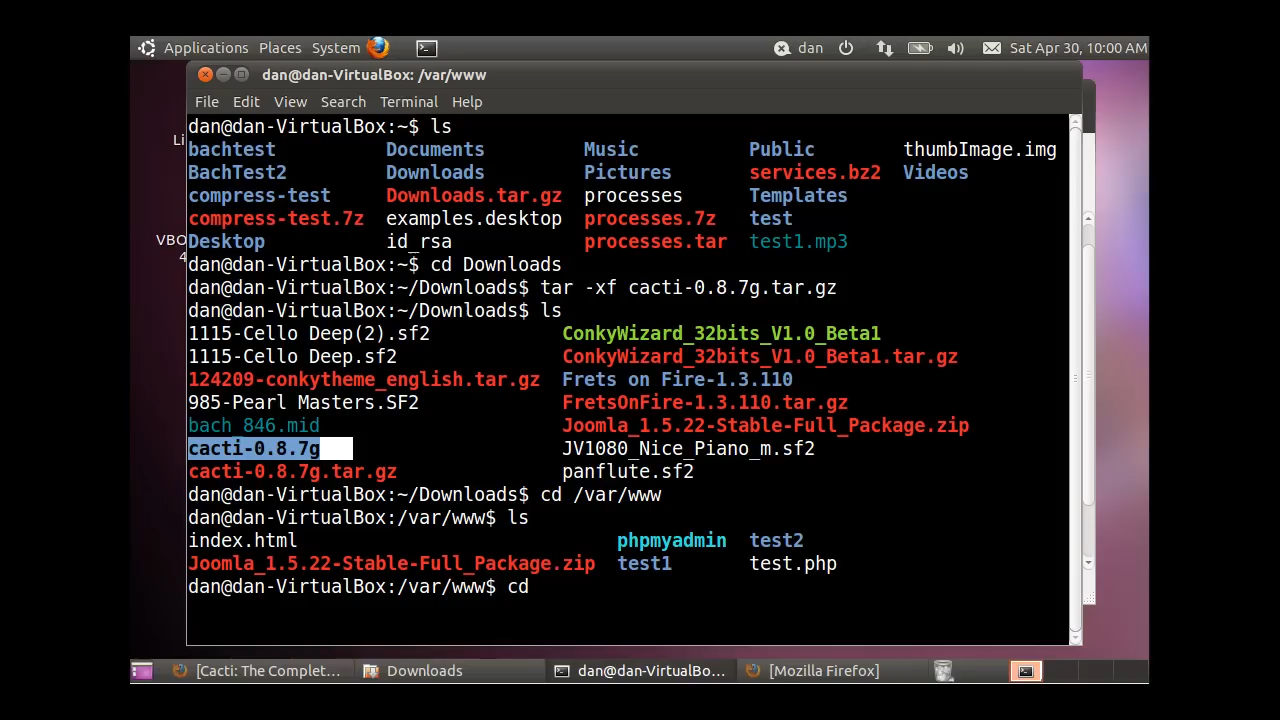 Applications Places System dan Sat Apr 30, 10:00 AM
dan@dan-VirtualBox: /var/www
File Edit View Search Terminal Help
Li
VBO
4
dan@dan-VirtualBox:~$ ls
bachtest Documents Music Public thumbImage.img
BachTest2 Downloads Pictures services.bz2 Videos
compress-test Downloads.tar.gz processes Templates
compress-test.7z examples.desktop processes.7z test
Desktop id_rsa processes.tar test1.mp3
dan@dan-VirtualBox:~$ cd Downloads
dan@dan-VirtualBox:~/Downloads$ tar -xf cacti-0.8.7g.tar.gz
dan@dan-VirtualBox:~/Downloads$ ls
1115-Cello Deep(2).sf2 ConkyWizard_32bits_V1.0_Beta1
1115-Cello Deep.sf2 ConkyWizard_32bits_V1.0_Beta1.tar.gz
124209-conkytheme_english.tar.gz Frets on Fire-1.3.110
985-Pearl Masters.SF2 FretsOnFire-1.3.110.tar.gz
bach_846.mid Joomla_1.5.22-Stable-Full_Package.zip
cacti-0.8.7g JV1080_Nice_Piano_m.sf2
cacti-0.8.7g.tar.gz panflute.sf2
dan@dan-VirtualBox:~/Downloads$ cd /var/www
dan@dan-VirtualBox:/var/www$ ls
index.html phpmyadmin test2
Joomla_1.5.22-Stable-Full_Package.zip test1 test.php
dan@dan-VirtualBox:/var/www$ cd
[Cacti: The Complet... Downloads dan@dan-VirtualBo... [Mozilla Firefox]